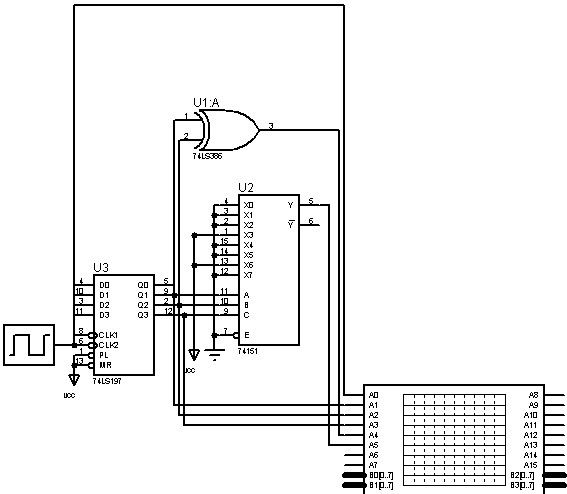 U1:A
1
3
2
74LS386
U2
4 X0 Y 5
3 X1
2 X2 Y 6
1 X3
15 X4
14 X5
13 X6
12 X7
11 A
10 B
9 C
7 E
74151
UCC
U3
4 D0 Q0 5
10 D1 Q1 9
3 D2 Q2 2
11 D3 Q3 12
8 CLK1
6 CLK2
1 PL
13 MR
74LS197
UCC
A0 A8
A1 A9
A2 A10
A3 A11
A4 A12
A5 A13
A6 A14
A7 A15
B0[0..7] B2[0..7]
B1[0..7] B3[0..7]